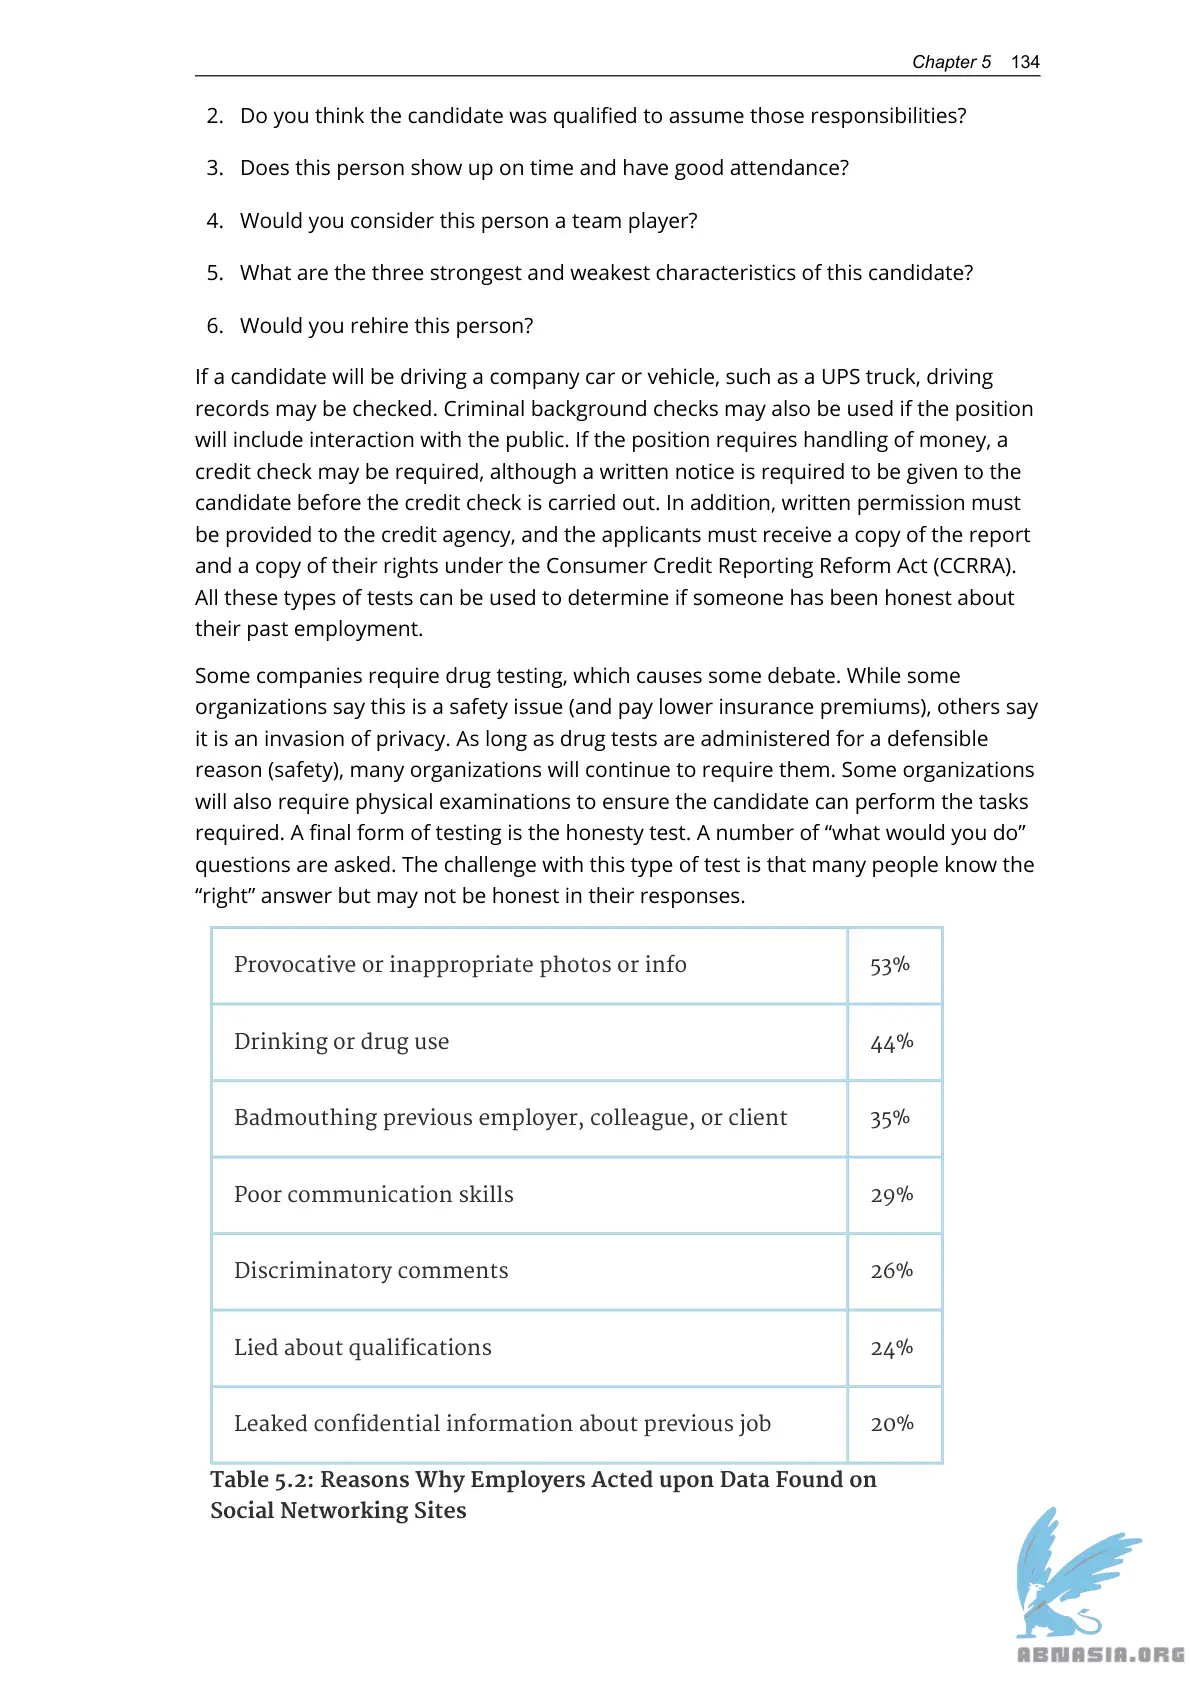 Chapter 5 134
2. Do you think the candidate was qualified to assume those responsibilities?
3. Does this person show up on time and have good attendance?
4. Would you consider this person a team player?
5. What are the three strongest and weakest characteristics of this candidate?
6. Would you rehire this person?
If a candidate will be driving a company car or vehicle, such as a UPS truck, driving
records may be checked. Criminal background checks may also be used if the position
will include interaction with the public. If the position requires handling of money, a
credit check may be required, although a written notice is required to be given to the
candidate before the credit check is carried out. In addition, written permission must
be provided to the credit agency, and the applicants must receive a copy of the report
and a copy of their rights under the Consumer Credit Reporting Reform Act (CCRRA).
All these types of tests can be used to determine if someone has been honest about
their past employment.
Some companies require drug testing, which causes some debate. While some
organizations say this is a safety issue (and pay lower insurance premiums), others say
it is an invasion of privacy. As long as drug tests are administered for a defensible
reason (safety), many organizations will continue to require them. Some organizations
will also require physical examinations to ensure the candidate can perform the tasks
required. A final form of testing is the honesty test. A number of “what would you do”
questions are asked. The challenge with this type of test is that many people know the
“right” answer but may not be honest in their responses.
Provocative or inappropriate photos or info 53%
Drinking or drug use 44%
Badmouthing previous employer, colleague, or client 35%
Poor communication skills 29%
Discriminatory comments 26%
Lied about qualifications 24%
Leaked confidential information about previous job 20%
Table 5.2: Reasons Why Employers Acted upon Data Found on
Social Networking Sites
ABNASIA.ORG